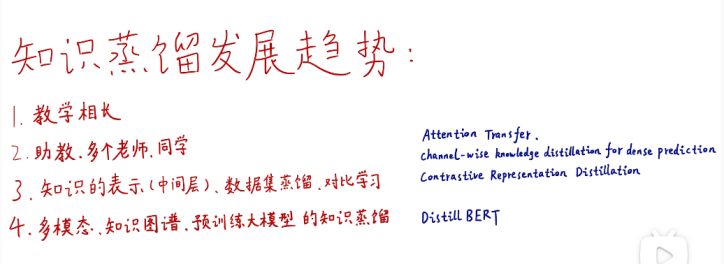 知识蒸馏发展趋势：
1. 教学相长
2. 助教、多个老师、同学
3. 知识的表示(中间层)、数据集蒸馏、对比学习
4. 多模态、知识图谱、预训练大模型 的知识蒸馏
Attention Transfer.
channel-wise knowledge distillation for dense prediction
Contrastive Representation Distillation
Distill BERT